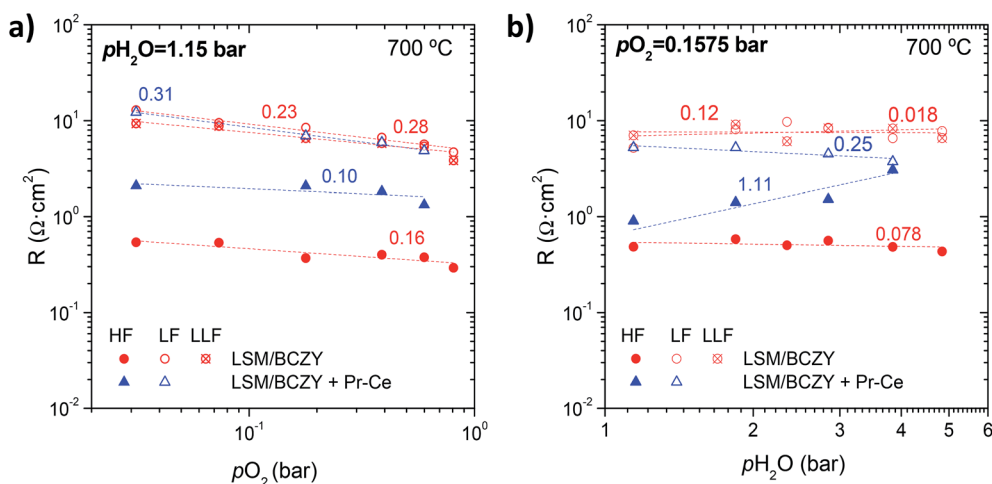 a)
pH₂O=1.15 bar
700 ºC
R (Ω·cm²)
10²
10¹
10⁰
10⁻¹
10⁻²
0.31
0.23
0.28
0.10
0.16
HF LF LLF
LSM/BCZY
LSM/BCZY + Pr-Ce
10⁻¹
10⁰
pO₂ (bar)
b)
pO₂=0.1575 bar
700 ºC
R (Ω·cm²)
10²
10¹
10⁰
10⁻¹
10⁻²
0.12
0.018
0.25
1.11
0.078
HF LF LLF
LSM/BCZY
LSM/BCZY + Pr-Ce
1
2
3
4
5
6
pH₂O (bar)